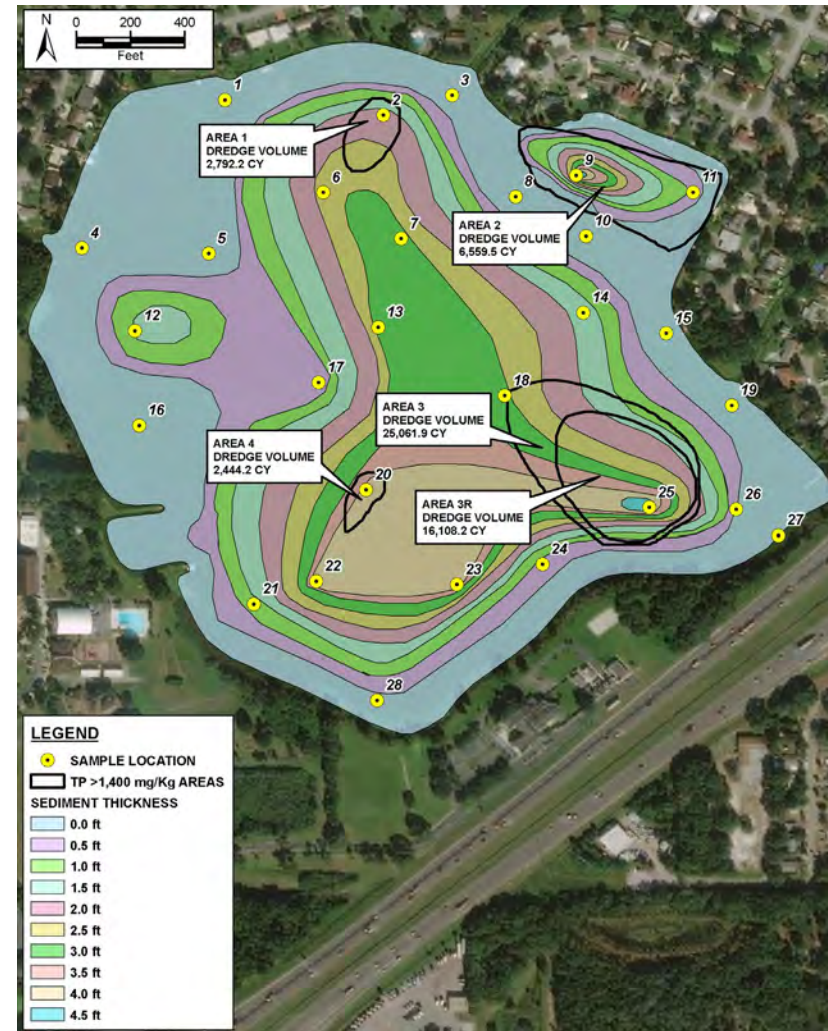 N
0 200 400
Feet
1
2
3
AREA 1
DREDGE VOLUME
2,792.2 CY
6
8
9
11
7
AREA 2
DREDGE VOLUME
6,559.5 CY
10
4
5
12
13
14
15
16
17
18
19
AREA 3
DREDGE VOLUME
25,061.9 CY
AREA 4
DREDGE VOLUME
2,444.2 CY
20
AREA 3R
DREDGE VOLUME
16,108.2 CY
25
26
27
24
22
23
21
28
LEGEND
SAMPLE LOCATION
TP >1,400 mg/Kg AREAS
SEDIMENT THICKNESS
0.0 ft
0.5 ft
1.0 ft
1.5 ft
2.0 ft
2.5 ft
3.0 ft
3.5 ft
4.0 ft
4.5 ft